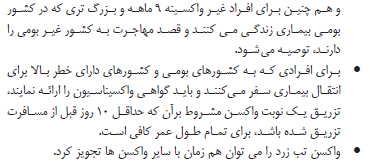 و هم چنین برای افراد غیر واکسینه ۹ ماهه و بزرگ تری که در کشور
بومی بیماری زندگی می کنند و قصد مهاجرت به کشور غیر بومی را
دارند، توصیه می‌شود.
• برای افرادی که به کشورهای بومی و کشورهای دارای خطر بالا برای
انتقال بیماری سفر می‌کنند و باید گواهی واکسیناسیون را ارائه نمایند،
تزریق یک نوبت واکسن مشروط برآن که حداقل ۱۰ روز قبل از مسافرت
تزریق شده باشد، برای تمام طول عمر کافی است.
• واکسن تب زرد را می توان هم زمان با سایر واکسن ها تجویز کرد.